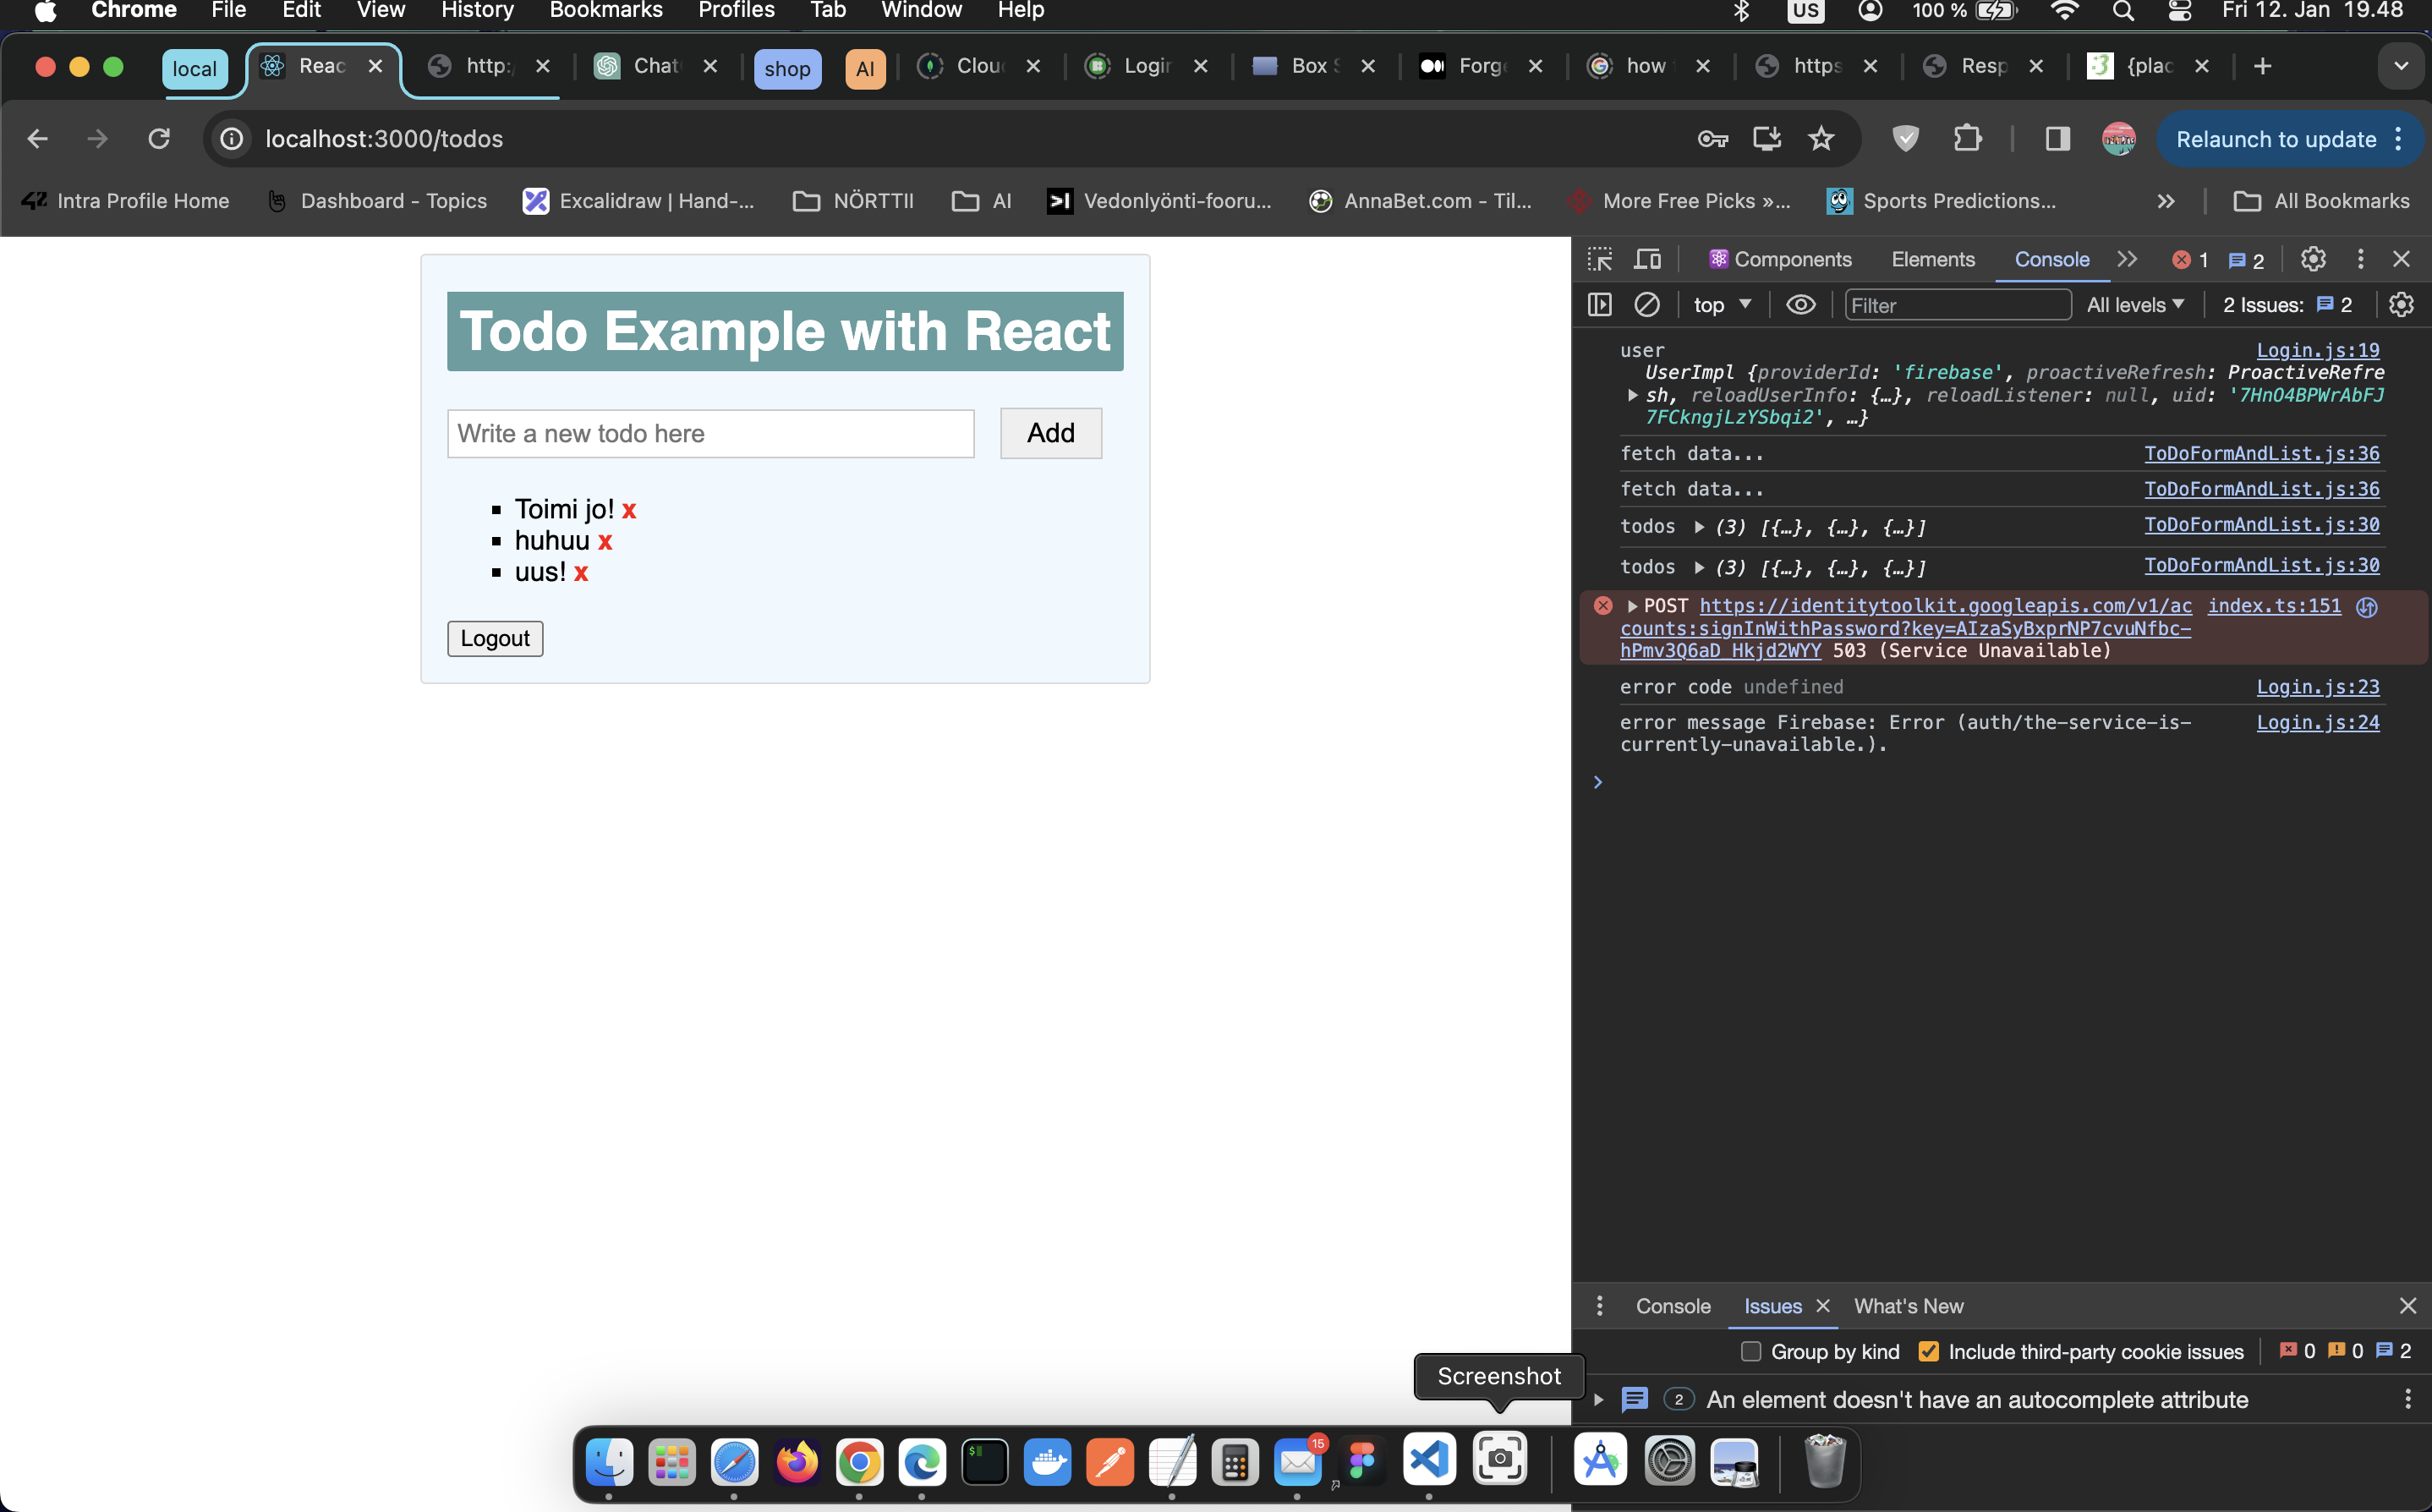 Chrome File Edit View History Bookmarks Profiles Tab Window Help US 100 % Fri 12. Jan 19.48
local Reac http: Chat shop AI Clou Login Box S Forge how https Resp {plac
localhost:3000/todos Relaunch to update
Intra Profile Home Dashboard - Topics Excalidraw | Hand-... NÖRTTII AI Vedonlyönti-fooru... AnnaBet.com - Til... More Free Picks »... Sports Predictions... All Bookmarks
Todo Example with React
Write a new todo here Add
Toimi jo! x
huhuu x
uus! x
Logout
Components Elements Console 1 2
top Filter All levels 2 Issues: 2
user Login.js:19
UserImpl {providerId: 'firebase', proactiveRefresh: ProactiveRefre
sh, reloadUserInfo: {…}, reloadListener: null, uid: '7HnO4BPWrAbFJ
7FCkngjLzYSbqi2', …}
fetch data... ToDoFormAndList.js:36
fetch data... ToDoFormAndList.js:36
todos (3) [{…}, {…}, {…}] ToDoFormAndList.js:30
todos (3) [{…}, {…}, {…}] ToDoFormAndList.js:30
POST https://identitytoolkit.googleapis.com/v1/ac index.ts:151
counts:signInWithPassword?key=AIzaSyBxprNP7cvuNfbc-
hPmv3Q6aD_Hkjd2WYY 503 (Service Unavailable)
error code undefined Login.js:23
error message Firebase: Error (auth/the-service-is- Login.js:24
currently-unavailable.).
Console Issues What's New
Group by kind Include third-party cookie issues 0 0 2
2 An element doesn't have an autocomplete attribute
Screenshot
15